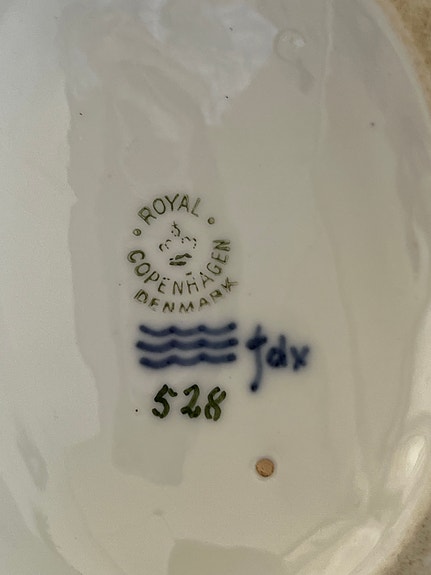 ROYAL
COPENHAGEN
DENMARK
528